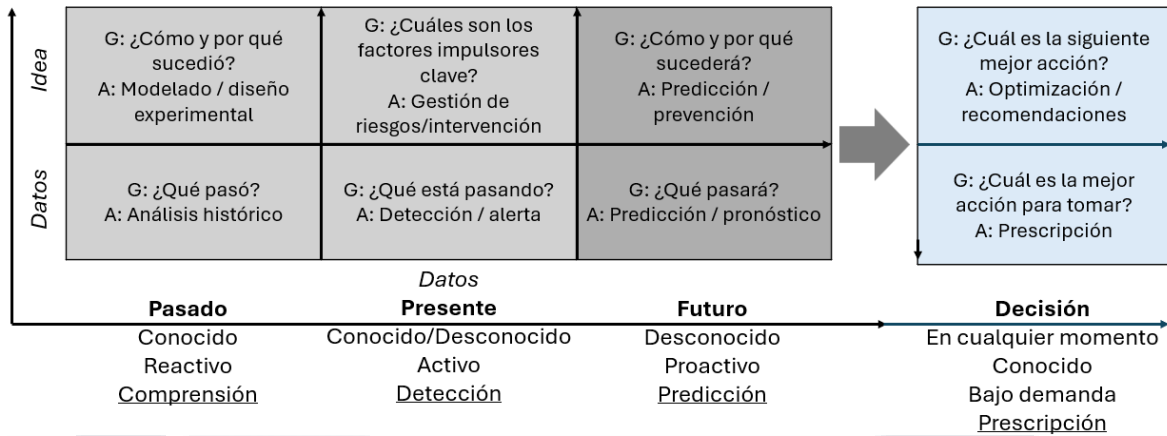 Idea
G: ¿Cómo y por qué
sucedió?
A: Modelado / diseño
experimental
G: ¿Cuáles son los
factores impulsores
clave?
A: Gestión de
riesgos/intervención
G: ¿Cómo y por qué
sucederá?
A: Predicción /
prevención
G: ¿Cuál es la siguiente
mejor acción?
A: Optimización /
recomendaciones
Datos
G: ¿Qué pasó?
A: Análisis histórico
G: ¿Qué está pasando?
A: Detección / alerta
G: ¿Qué pasará?
A: Predicción / pronóstico
G: ¿Cuál es la mejor
acción para tomar?
A: Prescripción
Datos
Pasado
Conocido
Reactivo
Comprensión
Presente
Conocido/Desconocido
Activo
Detección
Futuro
Desconocido
Proactivo
Predicción
Decisión
En cualquier momento
Conocido
Bajo demanda
Prescripción